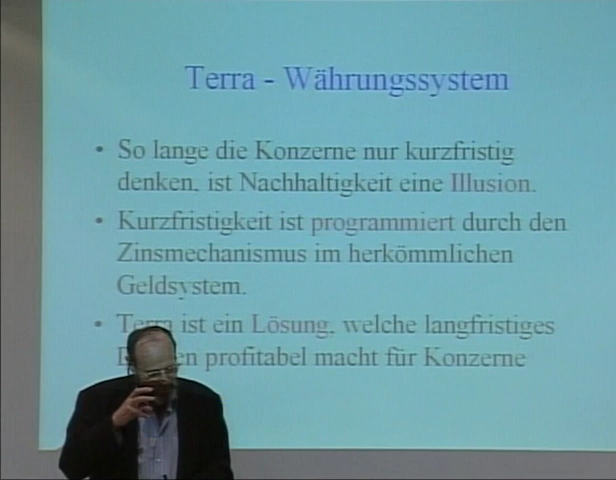 Terra - Währungssystem
• So lange die Konzerne nur kurzfristig
denken, ist Nachhaltigkeit eine Illusion.
• Kurzfristigkeit ist programmiert durch den
Zinsmechanismus im herkömmlichen
Geldsystem.
• Terra ist ein Lösung, welche langfristiges
profitabel macht für Konzerne